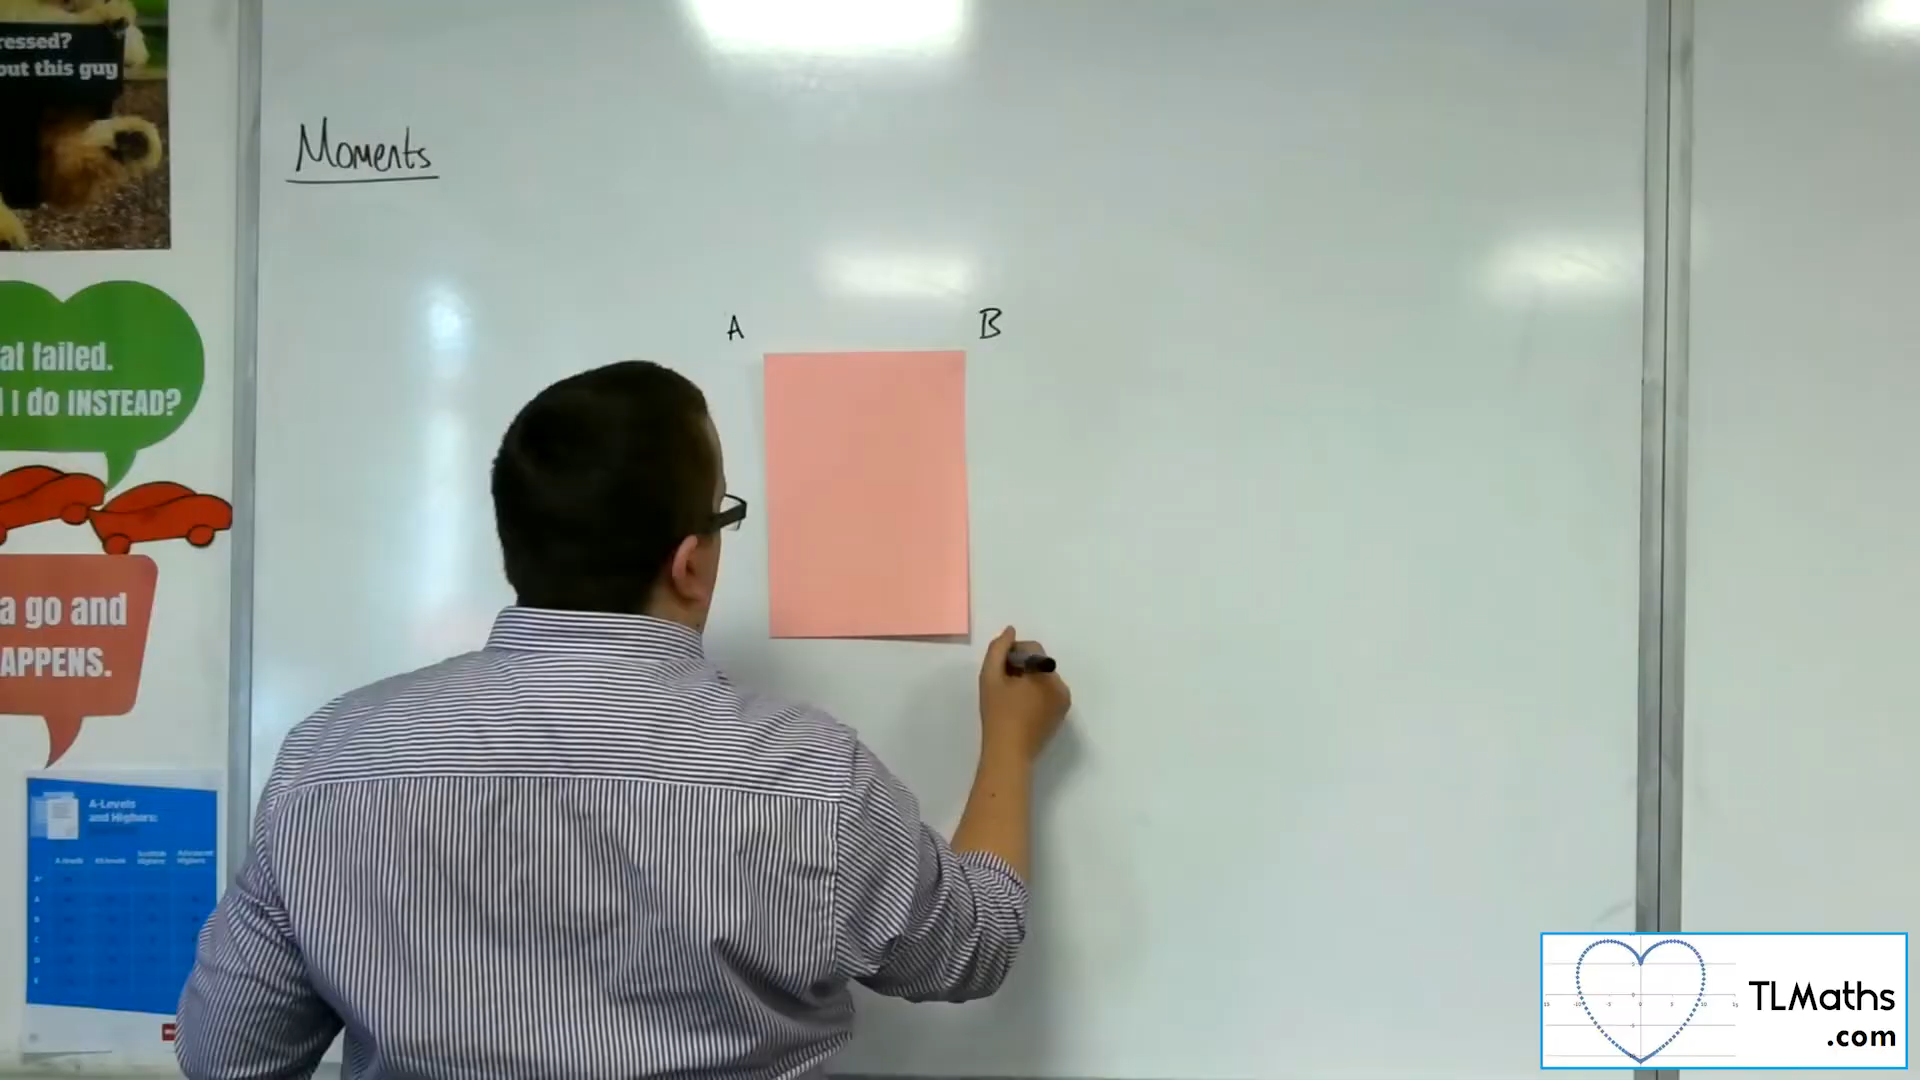 ressed?
out this guy
Moments
A B
at failed.
I do INSTEAD?
a go and
APPENS.
A-Levels
and Highers:
TLMaths
.com